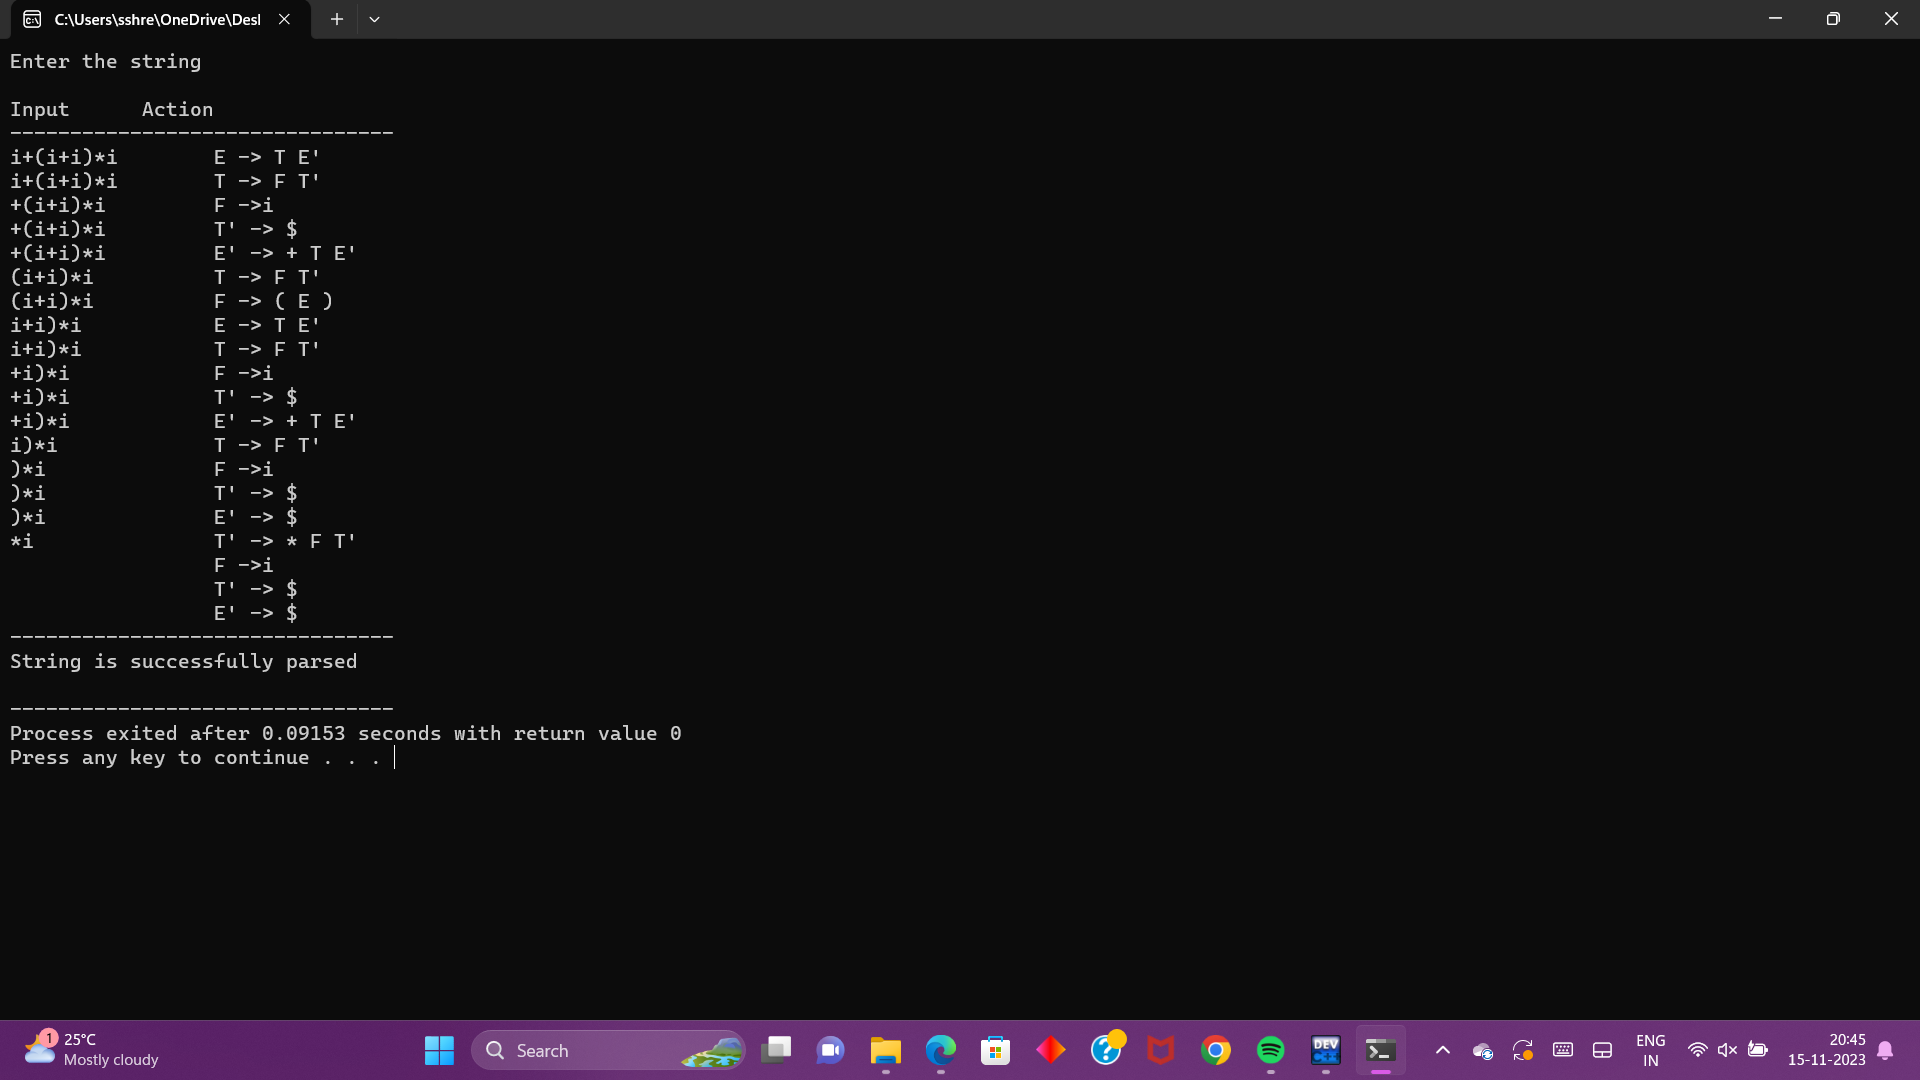 C:\Users\sshre\OneDrive\Des
Enter the string
Input      Action
--------------------------------
i+(i+i)*i        E -> T E'
i+(i+i)*i        T -> F T'
+(i+i)*i         F ->i
+(i+i)*i         T' -> $
+(i+i)*i         E' -> + T E'
(i+i)*i          T -> F T'
(i+i)*i          F -> ( E )
i+i)*i           E -> T E'
i+i)*i           T -> F T'
+i)*i            F ->i
+i)*i            T' -> $
+i)*i            E' -> + T E'
i)*i             T -> F T'
)*i              F ->i
)*i              T' -> $
)*i              E' -> $
*i               T' -> * F T'
                 F ->i
                 T' -> $
                 E' -> $
--------------------------------
String is successfully parsed
--------------------------------
Process exited after 0.09153 seconds with return value 0
Press any key to continue . . .
1
25°C
Mostly cloudy
Search
DEV
C++
ENG
IN
20:45
15-11-2023